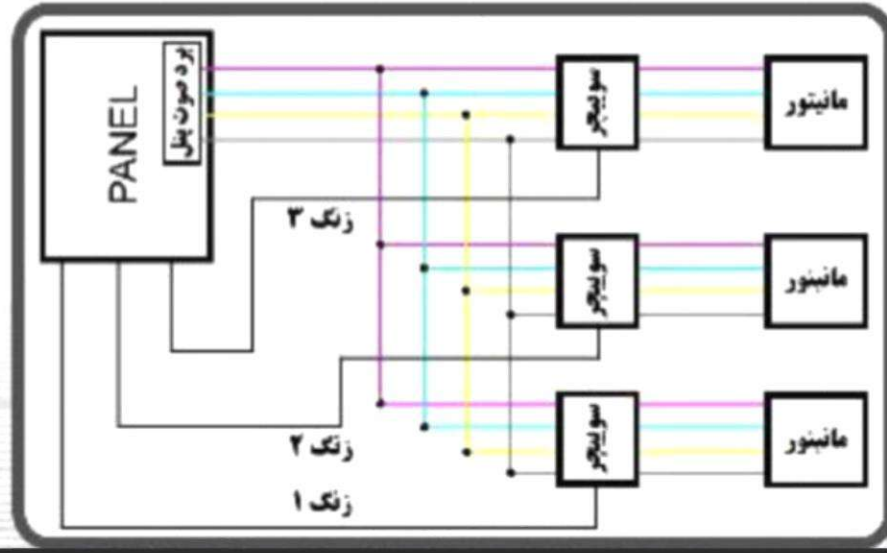 PANEL
برد صوت پنل
سوئیچر
مانیتور
زنگ ۳
سوئیچر
مانیتور
زنگ ۲
سوئیچر
مانیتور
زنگ ۱